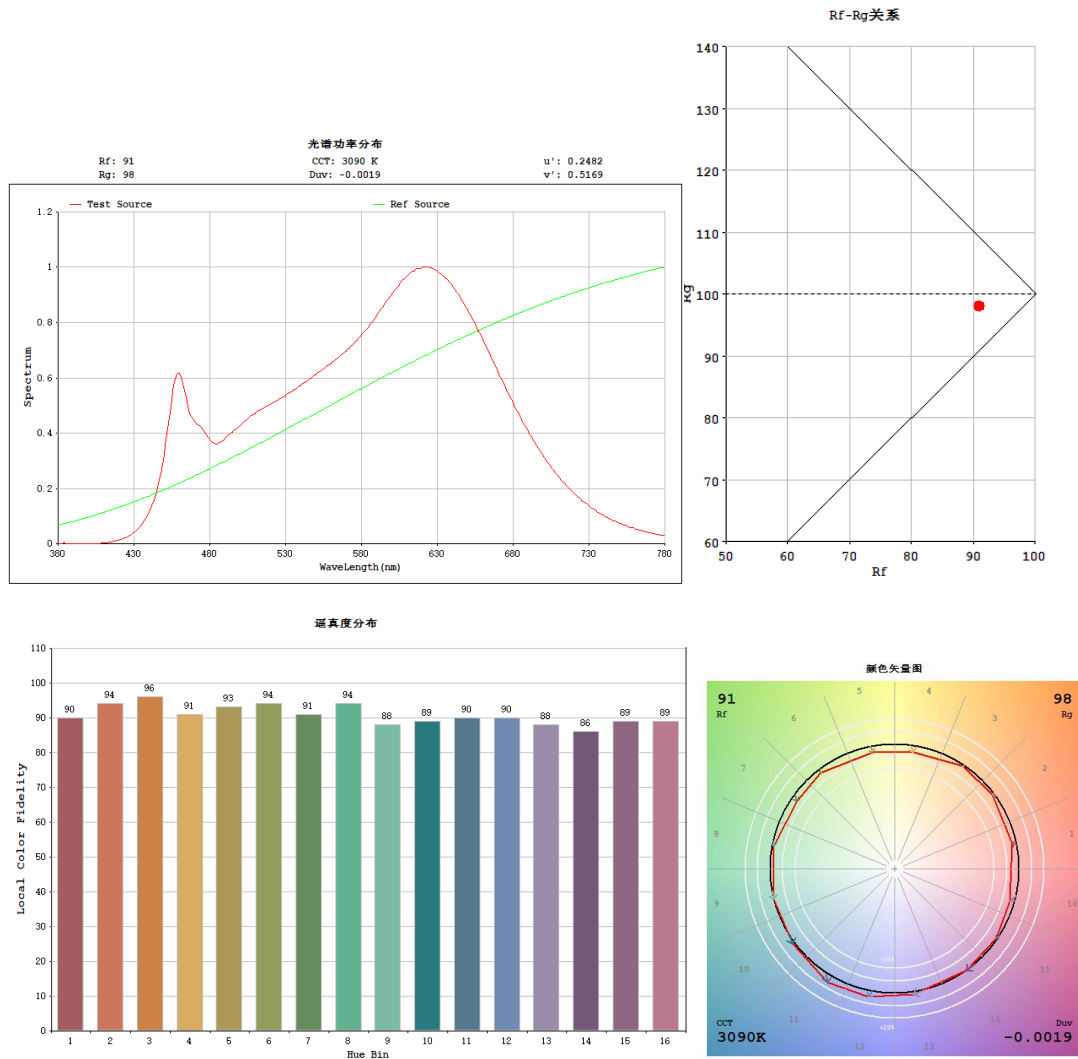 Rf-Rg关系
140
130
120
110
100
90
80
70
60
50 60 70 80 90 100
Rg
Rf
光谱功率分布
Rf: 91 CCT: 3090 K u': 0.2482
Rg: 98 Duv: -0.0019 v': 0.5169
Test Source Ref Source
1.2
1
0.8
0.6
0.4
0.2
0
380 430 480 530 580 630 680 730 780
Spectrum
WaveLength(nm)
逼真度分布
110
100
90
80
70
60
50
40
30
20
10
0
90 94 96 91 93 94 91 94 88 89 90 90 88 86 89 89
1 2 3 4 5 6 7 8 9 10 11 12 13 14 15 16
Local Color Fidelity
Hue Bin
颜色矢量图
91 98
Rf Rg
5 4
6 3
7 2
8 1
9 16
10 15
11 14
12 13
-20%
+20%
CCT Duv
3090K -0.0019